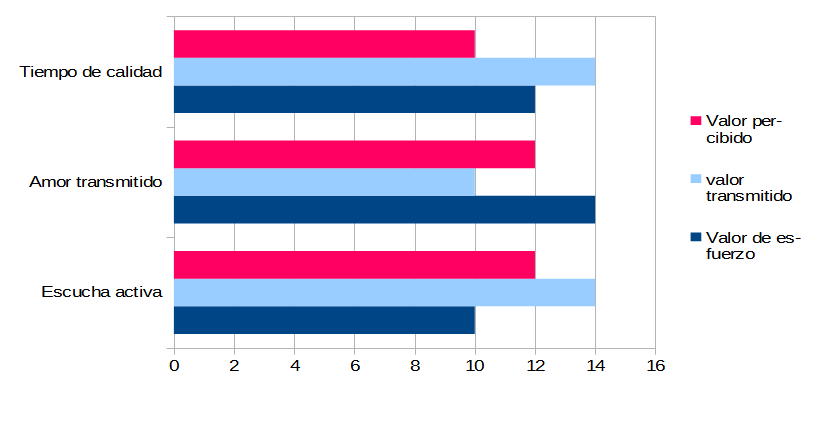 Tiempo de calidad
Amor transmitido
Escucha activa
0 2 4 6 8 10 12 14 16
Valor per-
cibido
valor
transmitido
Valor de es-
fuerzo